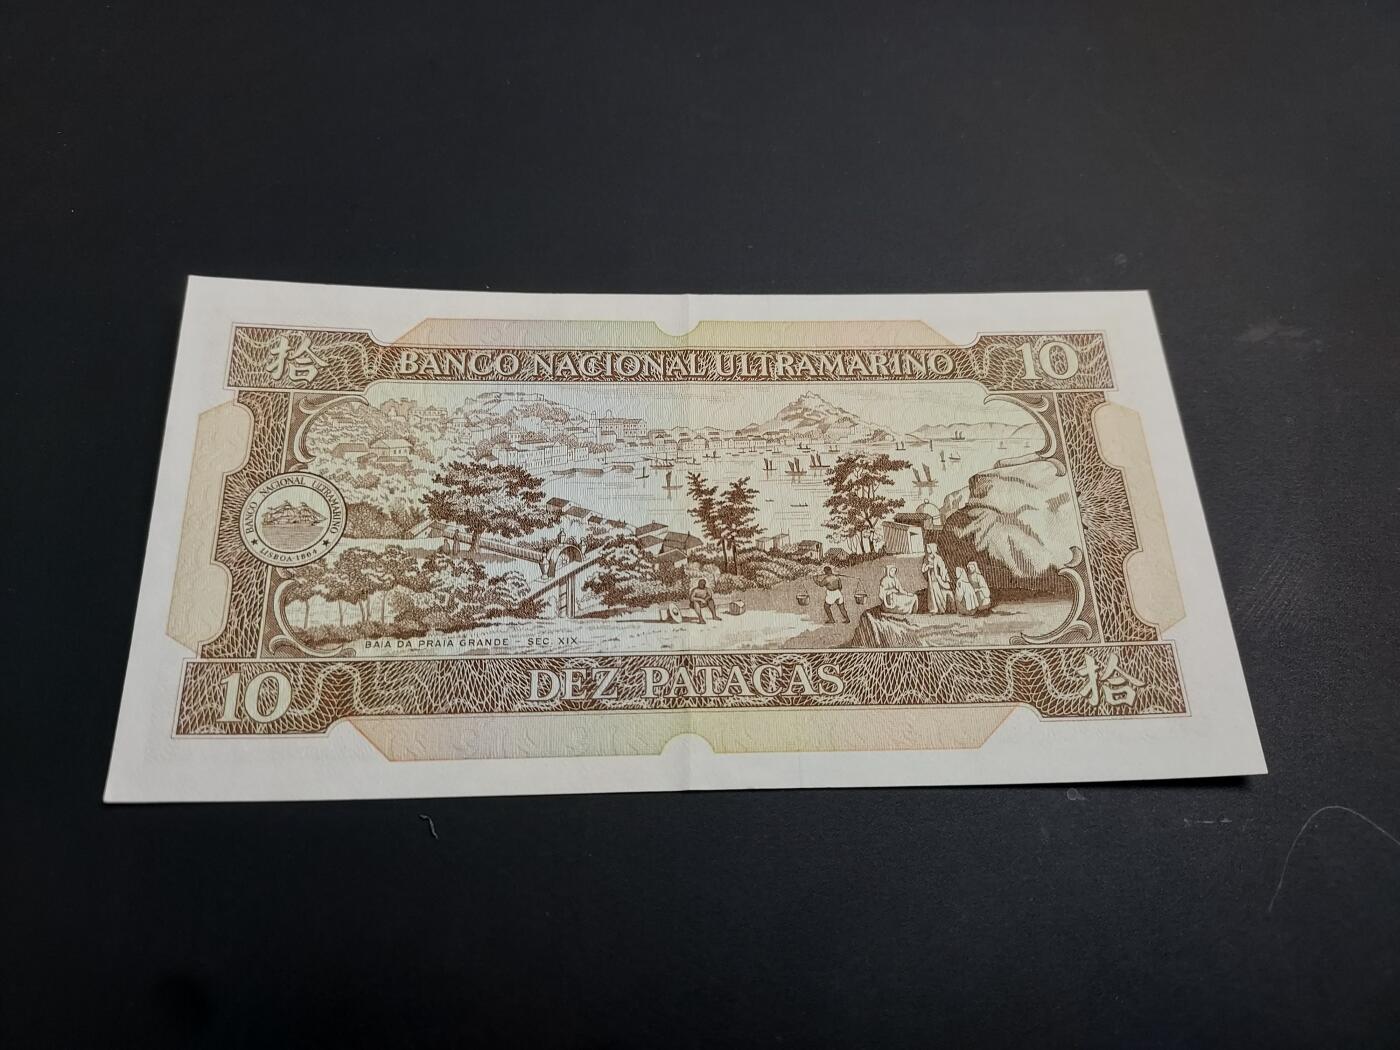 拾 BANCO NACIONAL ULTRAMARINO 10
BANCO NACIONAL ULTRAMARINO
★ LISBOA-1864 ★
BAÍA DA PRAIA GRANDE - SEC. XIX
10 DEZ PATACAS 拾